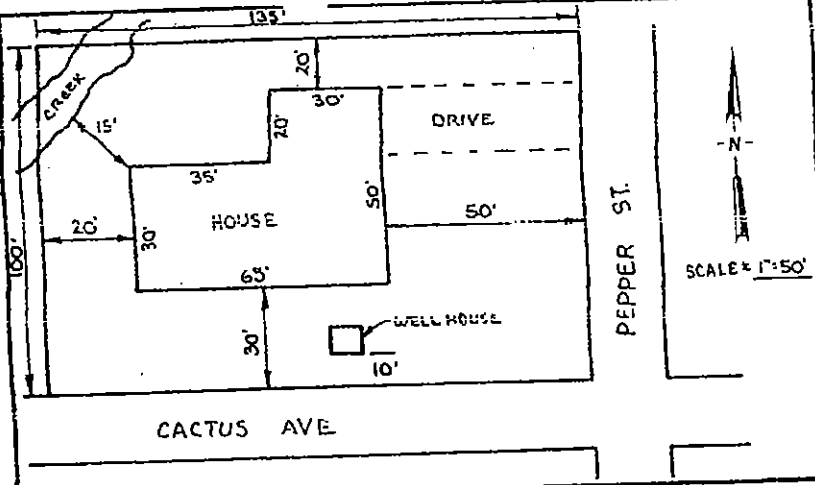 135'
CREEK
20'
30'
DRIVE
15'
20'
-N-
35'
100'
20'
30'
HOUSE
50'
50'
PEPPER ST.
SCALE = 1":50'
65'
30'
WELL HOUSE
10'
CACTUS AVE